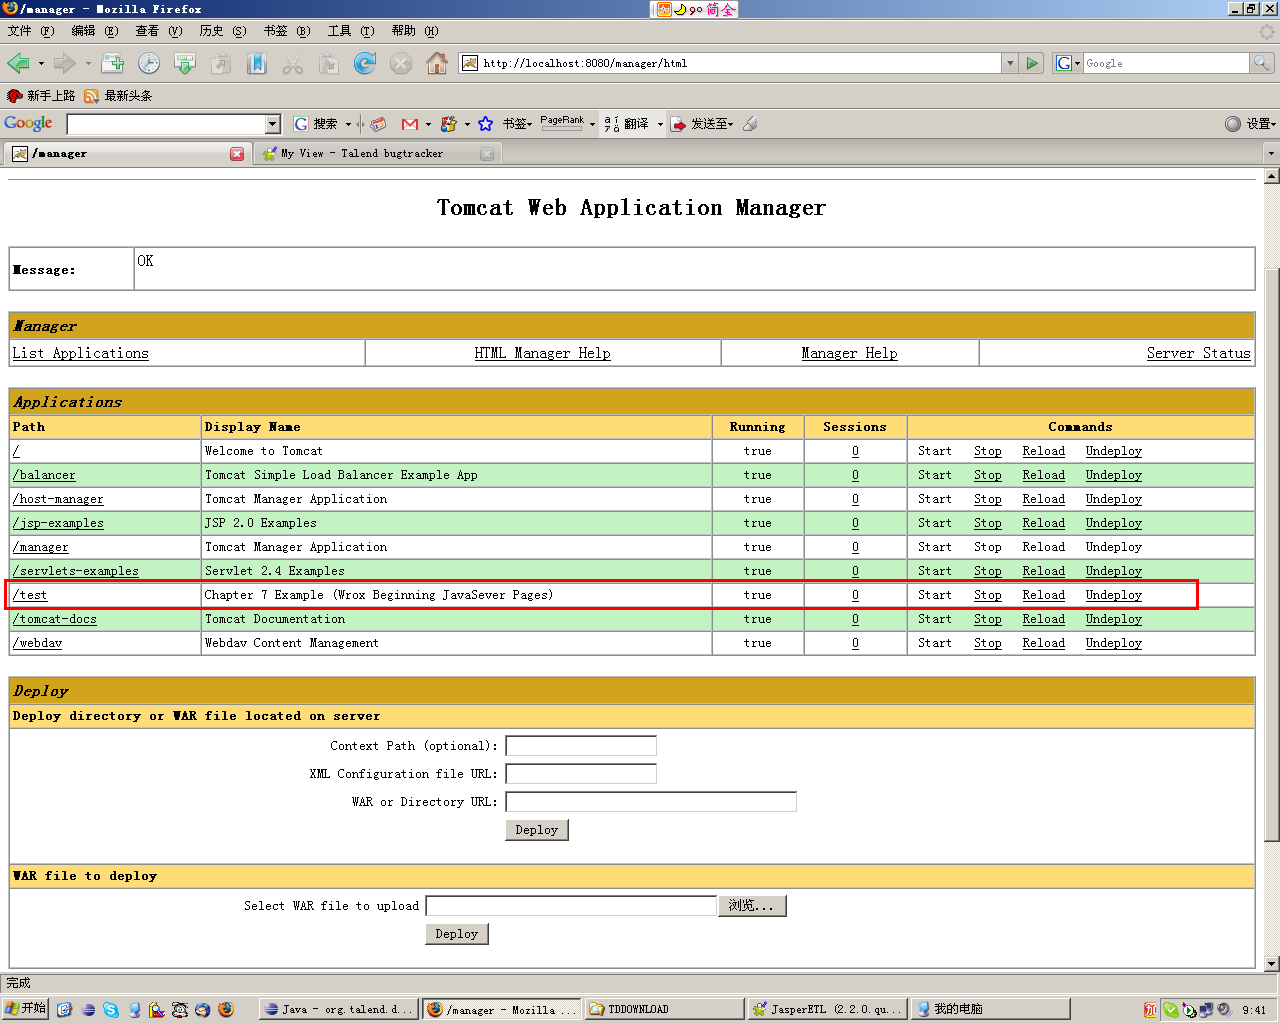 /manager - Mozilla Firefox
简全
文件 (F) 编辑 (E) 查看 (V) 历史 (S) 书签 (B) 工具 (T) 帮助 (H)
http://localhost:8080/manager/html
G Google
新手上路 最新头条
Google G 搜索 书签 PageRank 翻译 发送至 设置
/manager My View - Talend bugtracker
Tomcat Web Application Manager
Message: OK
Manager
List Applications HTML Manager Help Manager Help Server Status
Applications
Path Display Name Running Sessions Commands
/ Welcome to Tomcat true 0 Start Stop Reload Undeploy
/balancer Tomcat Simple Load Balancer Example App true 0 Start Stop Reload Undeploy
/host-manager Tomcat Manager Application true 0 Start Stop Reload Undeploy
/jsp-examples JSP 2.0 Examples true 0 Start Stop Reload Undeploy
/manager Tomcat Manager Application true 0 Start Stop Reload Undeploy
/servlets-examples Servlet 2.4 Examples true 0 Start Stop Reload Undeploy
/test Chapter 7 Example (Wrox Beginning JavaSever Pages) true 0 Start Stop Reload Undeploy
/tomcat-docs Tomcat Documentation true 0 Start Stop Reload Undeploy
/webdav Webdav Content Management true 0 Start Stop Reload Undeploy
Deploy
Deploy directory or WAR file located on server
Context Path (optional):
XML Configuration file URL:
WAR or Directory URL:
Deploy
WAR file to deploy
Select WAR file to upload 浏览...
Deploy
完成
开始 Java - org.talend.d... /manager - Mozilla ... TDDOWNLOAD JasperETL (2.2.0.qu... 我的电脑 9:41